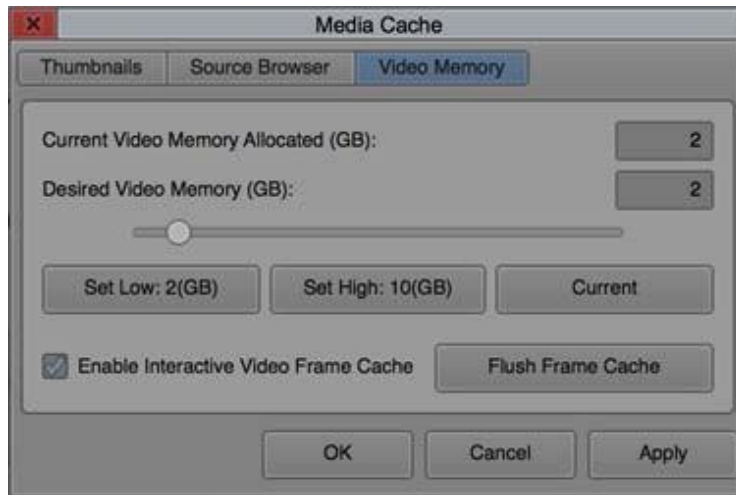 Media Cache
Thumbnails Source Browser Video Memory
Current Video Memory Allocated (GB): 2
Desired Video Memory (GB): 2
Set Low: 2(GB) Set High: 10(GB) Current
Enable Interactive Video Frame Cache Flush Frame Cache
OK Cancel Apply